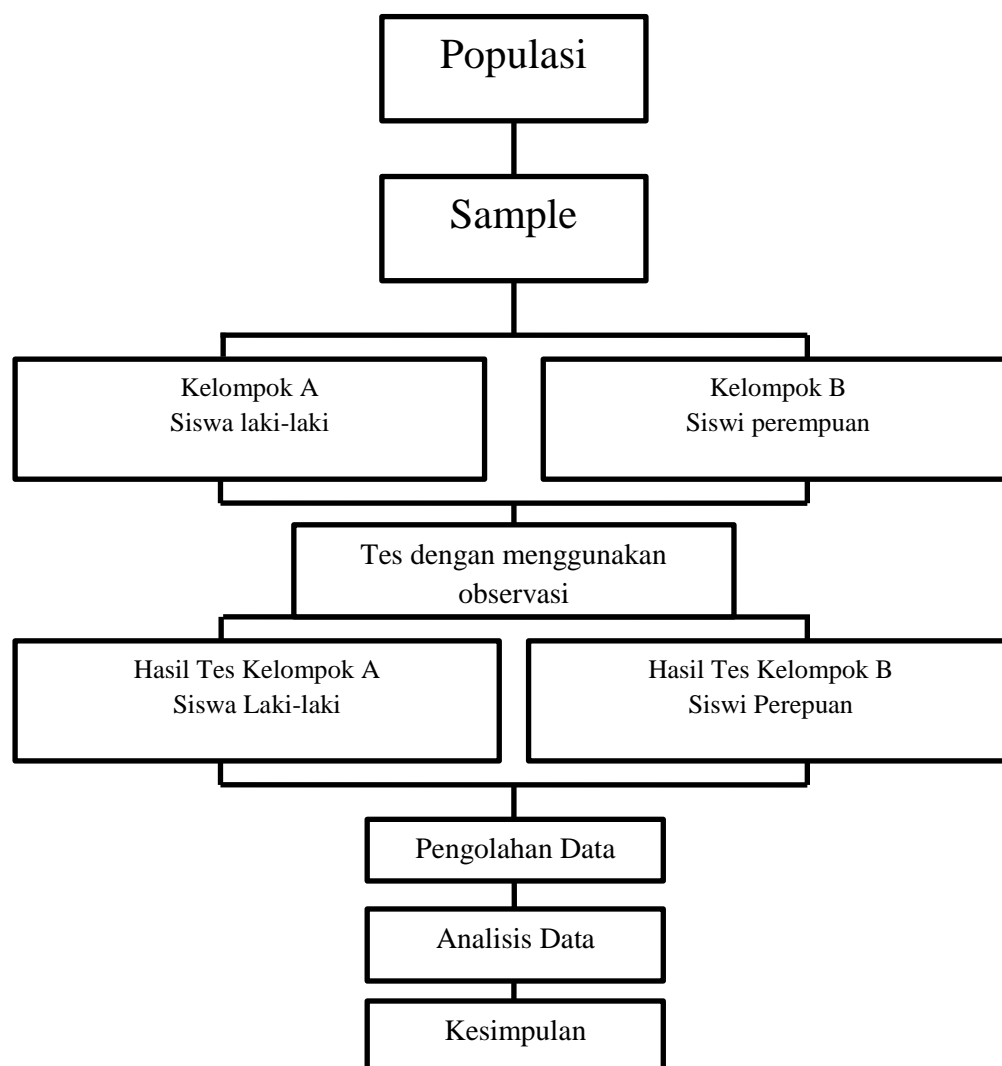 Populasi
Sample
Kelompok A
Siswa laki-laki
Kelompok B
Siswi perempuan
Tes dengan menggunakan
observasi
Hasil Tes Kelompok A
Siswa Laki-laki
Hasil Tes Kelompok B
Siswi Perepuan
Pengolahan Data
Analisis Data
Kesimpulan